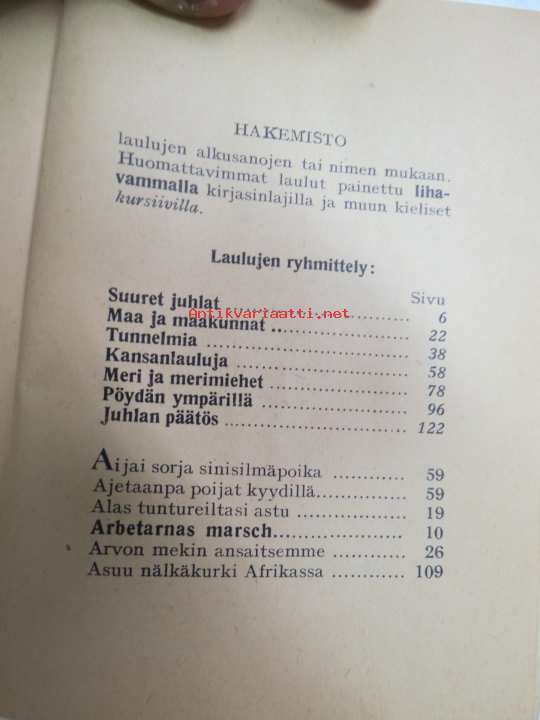 HAKEMISTO
laulujen alkusanojen tai nimen mukaan.
Huomattavimmat laulut painettu liha-
vammalla kirjasinlajilla ja muun kieliset
kursiivilla.
Laulujen ryhmittely:
Sivu
Suuret juhlat ........ 6
Antikvariaatti.net
Maa ja maakunnat ........ 22
Tunnelmia ........ 38
Kansanlauluja ........ 58
Meri ja merimiehet ........ 78
Pöydän ympärillä ........ 96
Juhlan päätös ........ 122
Aijai sorja sinisilmäpoika ........ 59
Ajetaanpa poijat kyydillä ........ 59
Alas tuntureiltasi astu ........ 19
Arbetarnas marsch ........ 10
Arvon mekin ansaitsemme ........ 26
Asuu nälkäkurki Afrikassa ........ 109